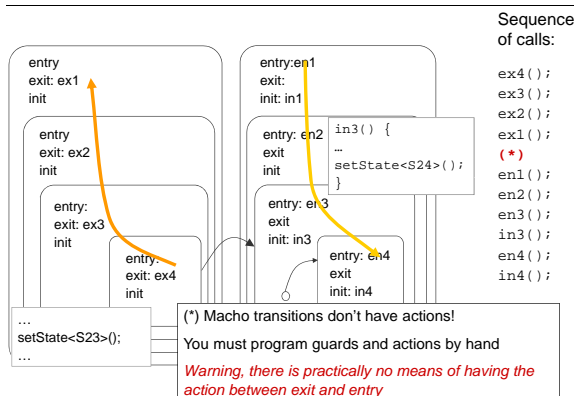 Sequence
of calls:
ex4();
ex3();
ex2();
ex1();
(*)
en1();
en2();
en3();
in3();
en4();
in4();
entry
exit: ex1
init
entry
exit: ex2
init
entry:
exit: ex3
init
entry:
exit: ex4
init
entry:en1
exit:
init: in1
entry: en2
exit
init
entry: en3
exit
init: in3
entry: en4
exit
init: in4
in3() {
…
setState<S24>();
}
…
setState<S23>();
…
(*) Macho transitions don't have actions!
You must program guards and actions by hand
Warning, there is practically no means of having the
action between exit and entry